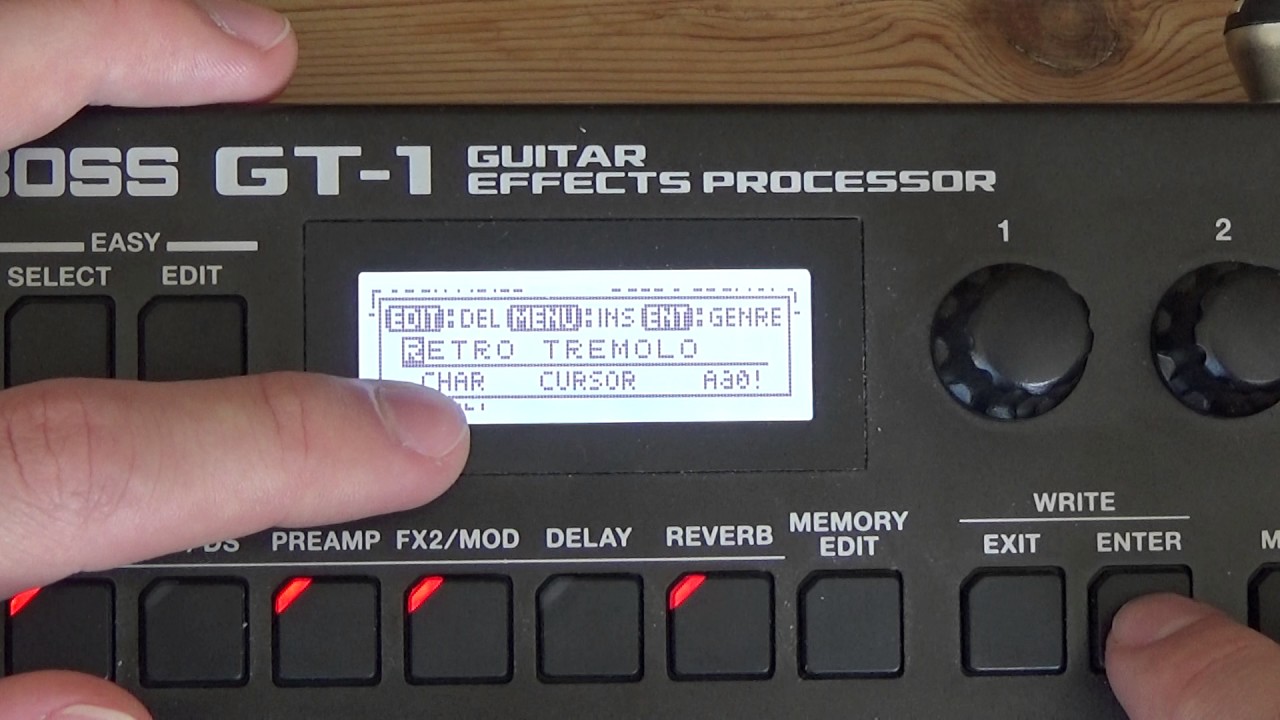 BOSS GT-1 GUITAR
EFFECTS PROCESSOR
EASY
SELECT EDIT
1 2
EDIT:DEL MENU:INS ENT:GENRE
RETRO TREMOLO
CHAR CURSOR Aa0!
WRITE
DS PREAMP FX2/MOD DELAY REVERB MEMORY
EDIT
EXIT ENTER